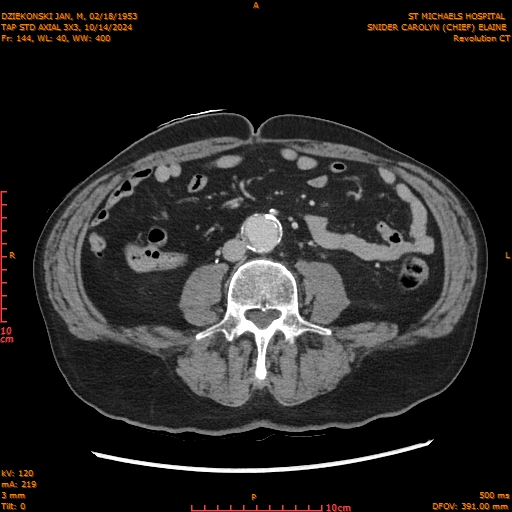 A
DZIEKONSKI JAN, M, 02/18/1953
ST MICHAELS HOSPITAL
TAP STD AXIAL 3X3, 10/14/2024
SNIDER CAROLYN (CHIEF) ELAINE
Fr: 144, WL: 40, WW: 400
Revolution CT
R
L
10
cm
kV: 120
mA: 219
3 mm
Tilt: 0
P
500 ms
10cm
DFOV: 391.00 mm